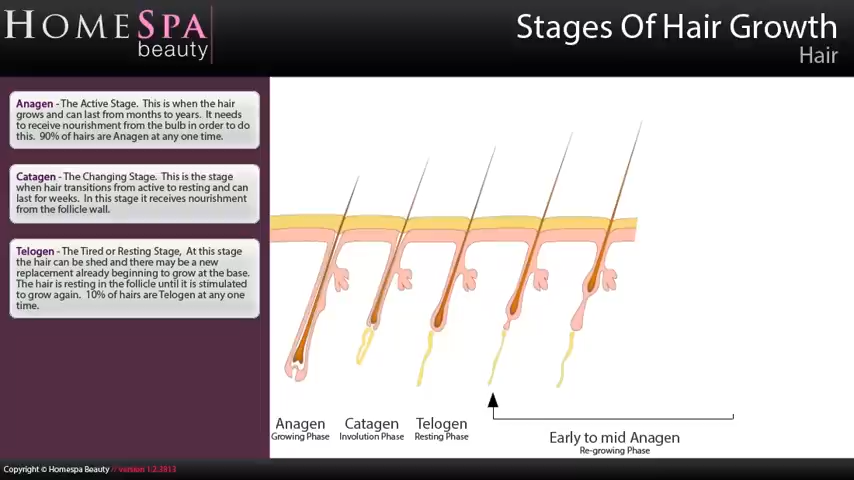 HOMESPA
beauty
Stages Of Hair Growth
Hair
Anagen - The Active Stage. This is when the hair
grows and can last from months to years. It needs
to receive nourishment from the bulb in order to do
this. 90% of hairs are Anagen at any one time.
Catagen - The Changing Stage. This is the stage
when hair transitions from active to resting and can
last for weeks. In this stage it receives nourishment
from the follicle wall.
Telogen - The Tired or Resting Stage, At this stage
the hair can be shed and there may be a new
replacement already beginning to grow at the base.
The hair is resting in the follicle until it is stimulated
to grow again. 10% of hairs are Telogen at any one
time.
Anagen
Growing Phase
Catagen
Involution Phase
Telogen
Resting Phase
Early to mid Anagen
Re-growing Phase
Copyright © Homespa Beauty // version 1.2.3813